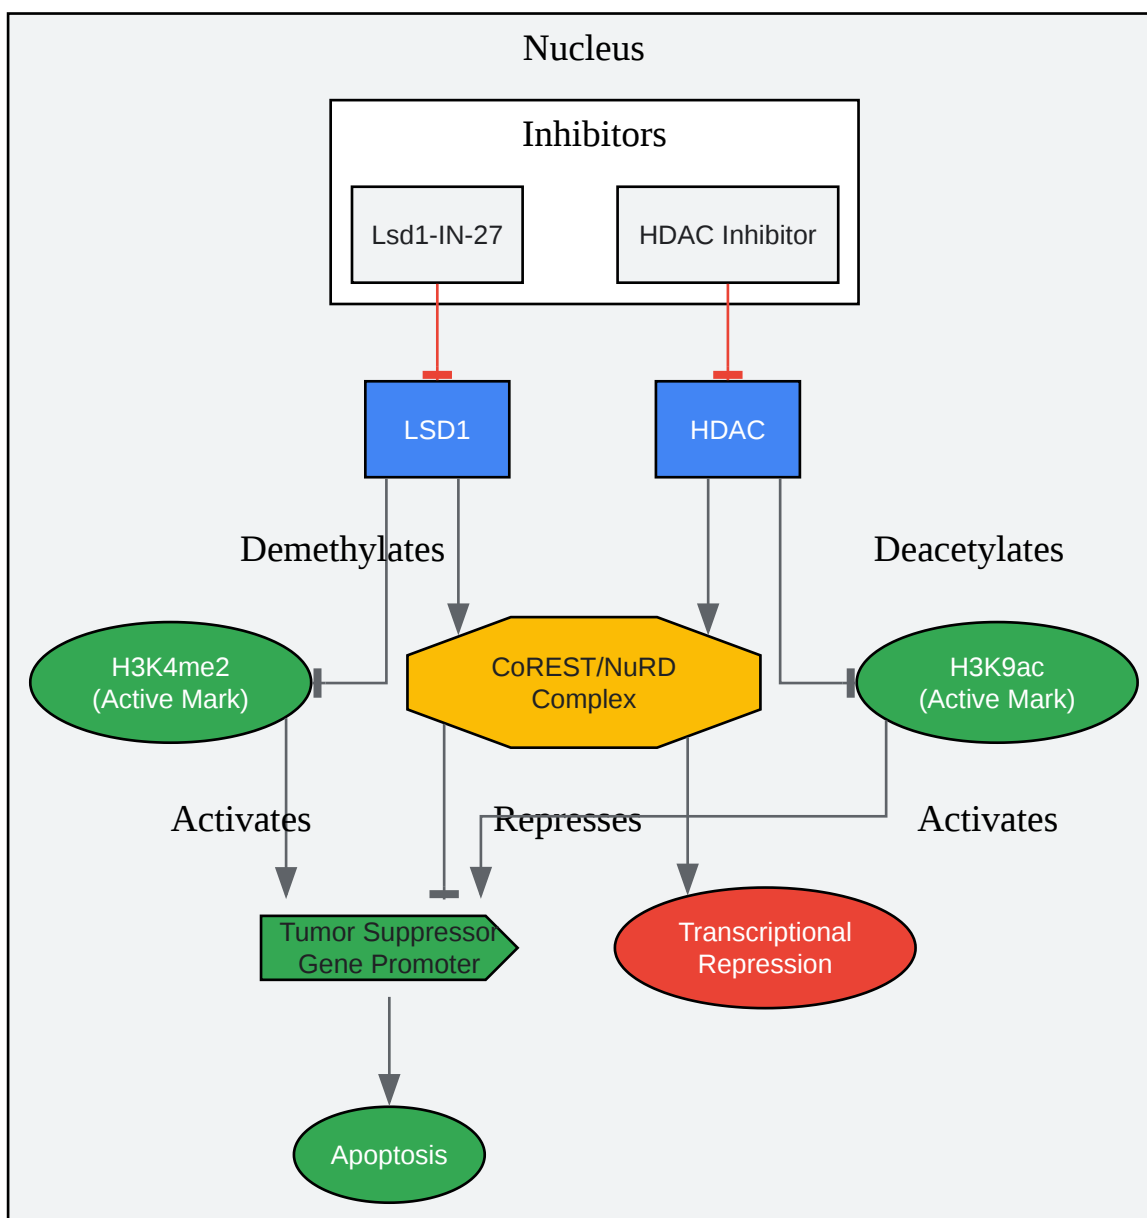 Nucleus
Inhibitors
Lsd1-IN-27
HDAC Inhibitor
LSD1
HDAC
Demethylates
Deacetylates
H3K4me2
(Active Mark)
CoREST/NuRD
Complex
H3K9ac
(Active Mark)
Activates
Represses
Activates
Tumor Suppressor
Gene Promoter
Transcriptional
Repression
Apoptosis